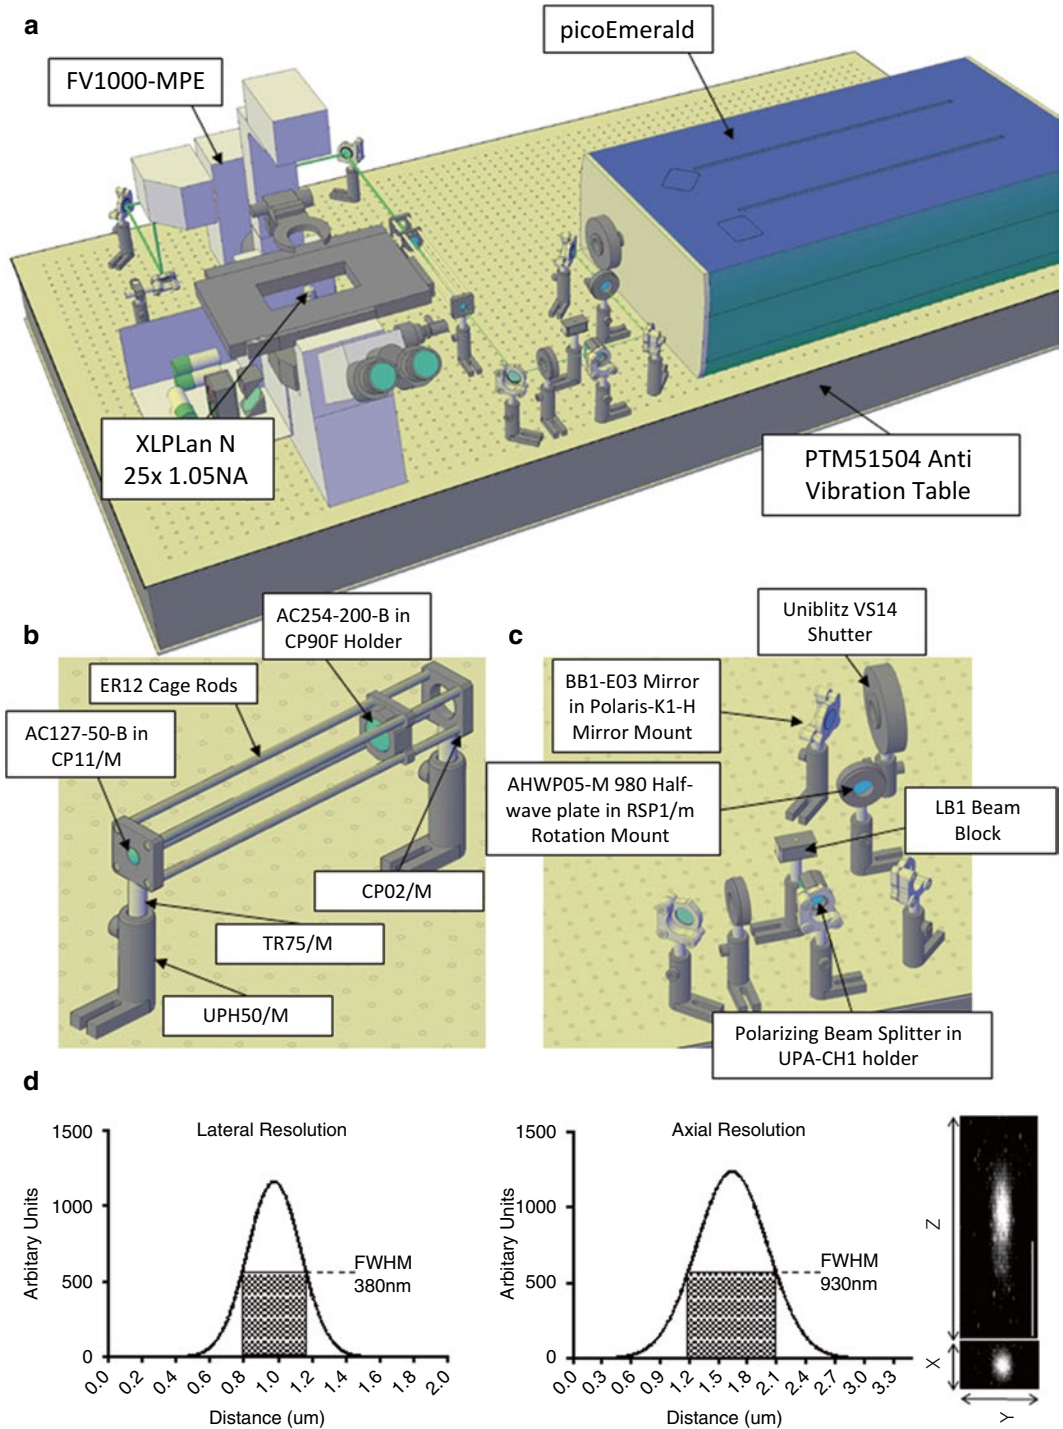 a
picoEmerald
FV1000-MPE
XLPLan N
25x 1.05NA
PTM51504 Anti
Vibration Table
b
AC254-200-B in
CP90F Holder
ER12 Cage Rods
AC127-50-B in
CP11/M
CP02/M
TR75/M
UPH50/M
c
Uniblitz VS14
Shutter
BB1-E03 Mirror
in Polaris-K1-H
Mirror Mount
AHWP05-M 980 Half-
wave plate in RSP1/m
Rotation Mount
LB1 Beam
Block
Polarizing Beam Splitter in
UPA-CH1 holder
d
Lateral Resolution
Arbitary Units
1500
1000
500
0
FWHM
380nm
0.0 0.2 0.4 0.6 0.8 1.0 1.2 1.4 1.6 1.8 2.0
Distance (um)
Axial Resolution
Arbitary Units
1500
1000
500
0
FWHM
930nm
0.0 0.3 0.6 0.9 1.2 1.5 1.8 2.1 2.4 2.7 3.0 3.3
Distance (um)
Z
X
Y